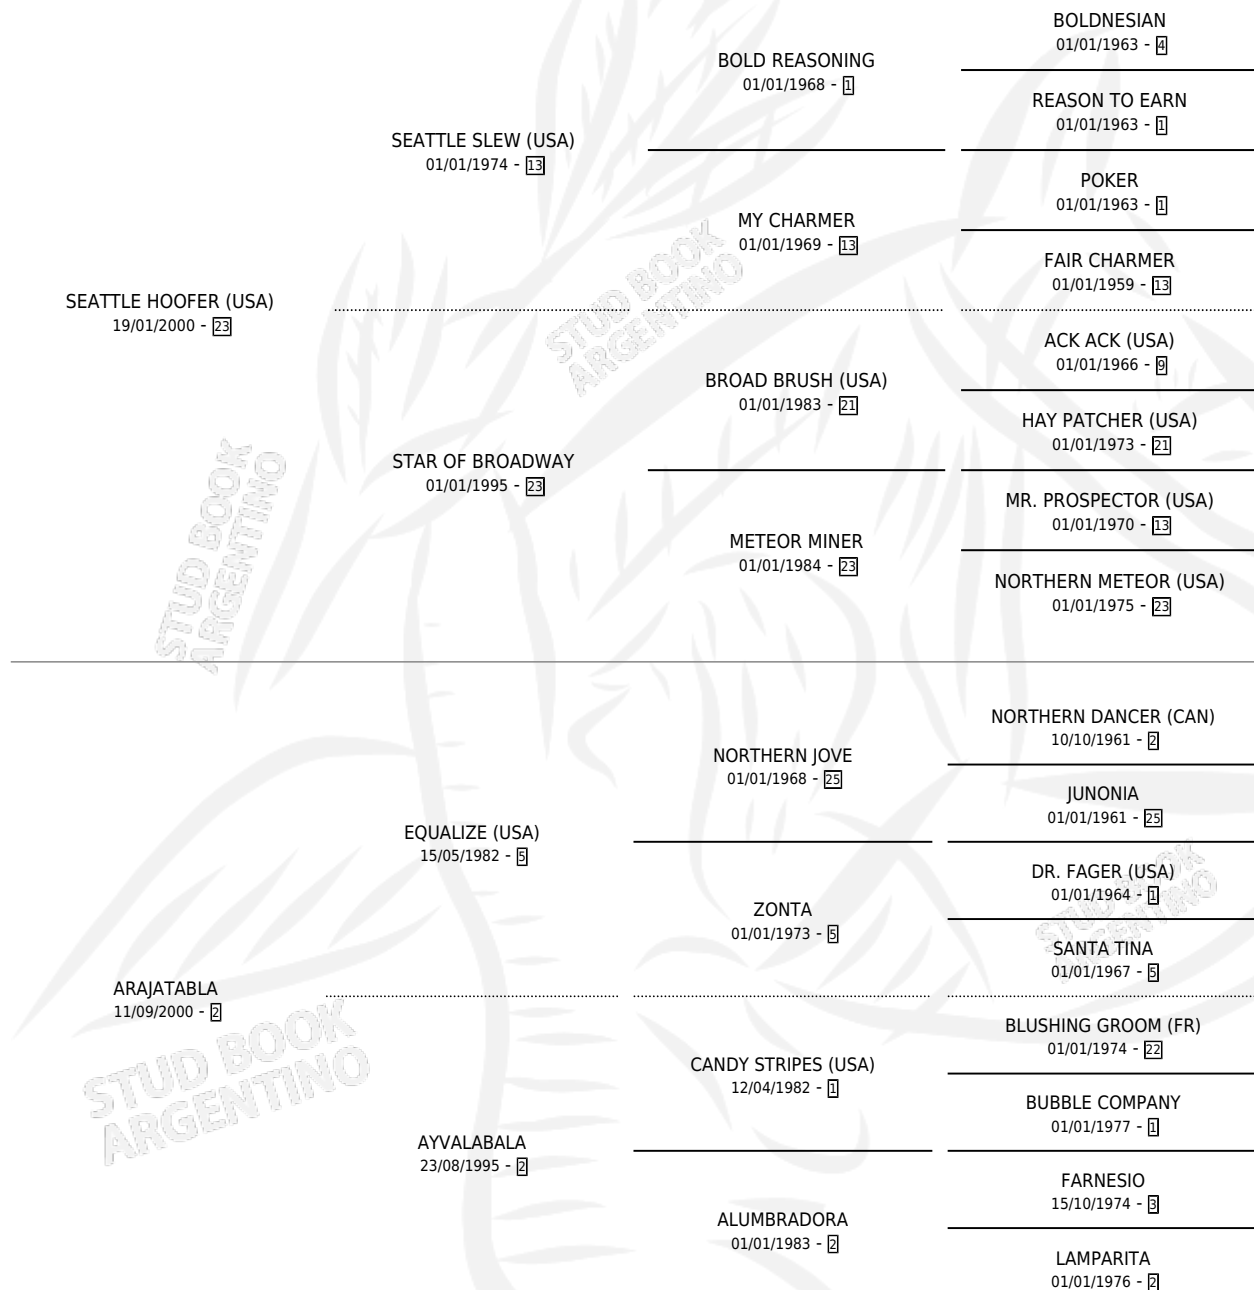 BOLDNESIAN
01/01/1963 - 4
BOLD REASONING
01/01/1968 - 1
REASON TO EARN
01/01/1963 - 1
SEATTLE SLEW (USA)
01/01/1974 - 13
POKER
01/01/1963 - 1
MY CHARMER
01/01/1969 - 13
FAIR CHARMER
01/01/1959 - 13
SEATTLE HOOFER (USA)
19/01/2000 - 23
STUD BOOK
ARGENTINO
ACK ACK (USA)
01/01/1966 - 9
BROAD BRUSH (USA)
01/01/1983 - 21
HAY PATCHER (USA)
01/01/1973 - 21
STAR OF BROADWAY
01/01/1995 - 23
MR. PROSPECTOR (USA)
01/01/1970 - 13
METEOR MINER
01/01/1984 - 23
NORTHERN METEOR (USA)
01/01/1975 - 23
STUD BOOK
ARGENTINO
NORTHERN DANCER (CAN)
10/10/1961 - 2
NORTHERN JOVE
01/01/1968 - 25
JUNONIA
01/01/1961 - 25
EQUALIZE (USA)
15/05/1982 - 5
DR. FAGER (USA)
01/01/1964 - 1
ZONTA
01/01/1973 - 5
SANTA TINA
01/01/1967 - 5
STUD BOOK
ARGENTINO
ARAJATABLA
11/09/2000 - 2
BLUSHING GROOM (FR)
01/01/1974 - 22
CANDY STRIPES (USA)
12/04/1982 - 1
BUBBLE COMPANY
01/01/1977 - 1
STUD BOOK
ARGENTINO
AYVALABALA
23/08/1995 - 2
FARNESIO
15/10/1974 - 3
ALUMBRADORA
01/01/1983 - 2
LAMPARITA
01/01/1976 - 2